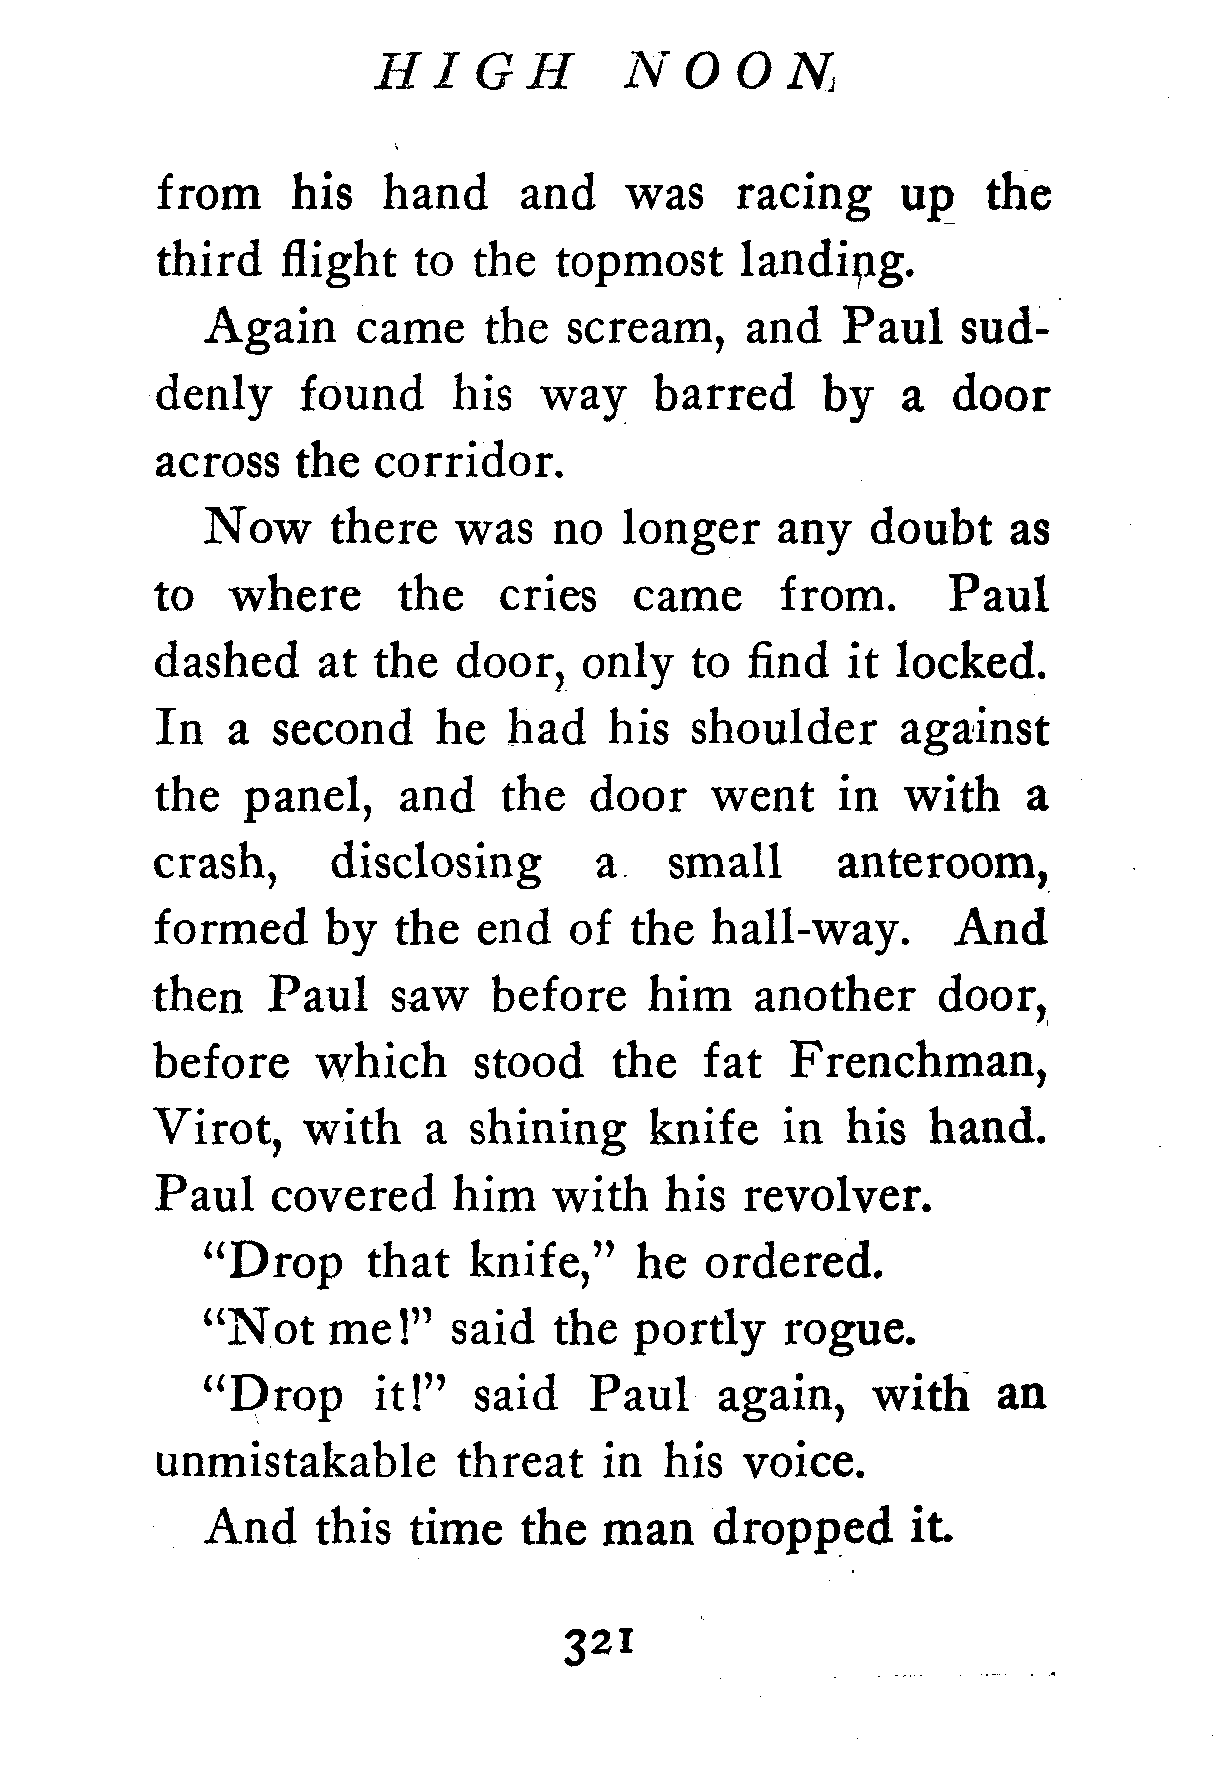 HIGH NOON
from his hand and was racing up the
third flight to the topmost landing.
Again came the scream, and Paul sud-
denly found his way barred by a door
across the corridor.
Now there was no longer any doubt as
to where the cries came from. Paul
dashed at the door, only to find it locked.
In a second he had his shoulder against
the panel, and the door went in with a
crash, disclosing a small anteroom,
formed by the end of the hall-way. And
then Paul saw before him another door,
before which stood the fat Frenchman,
Virot, with a shining knife in his hand.
Paul covered him with his revolver.
“Drop that knife,” he ordered.
“Not me!” said the portly rogue.
“Drop it!” said Paul again, with an
unmistakable threat in his voice.
And this time the man dropped it.
321